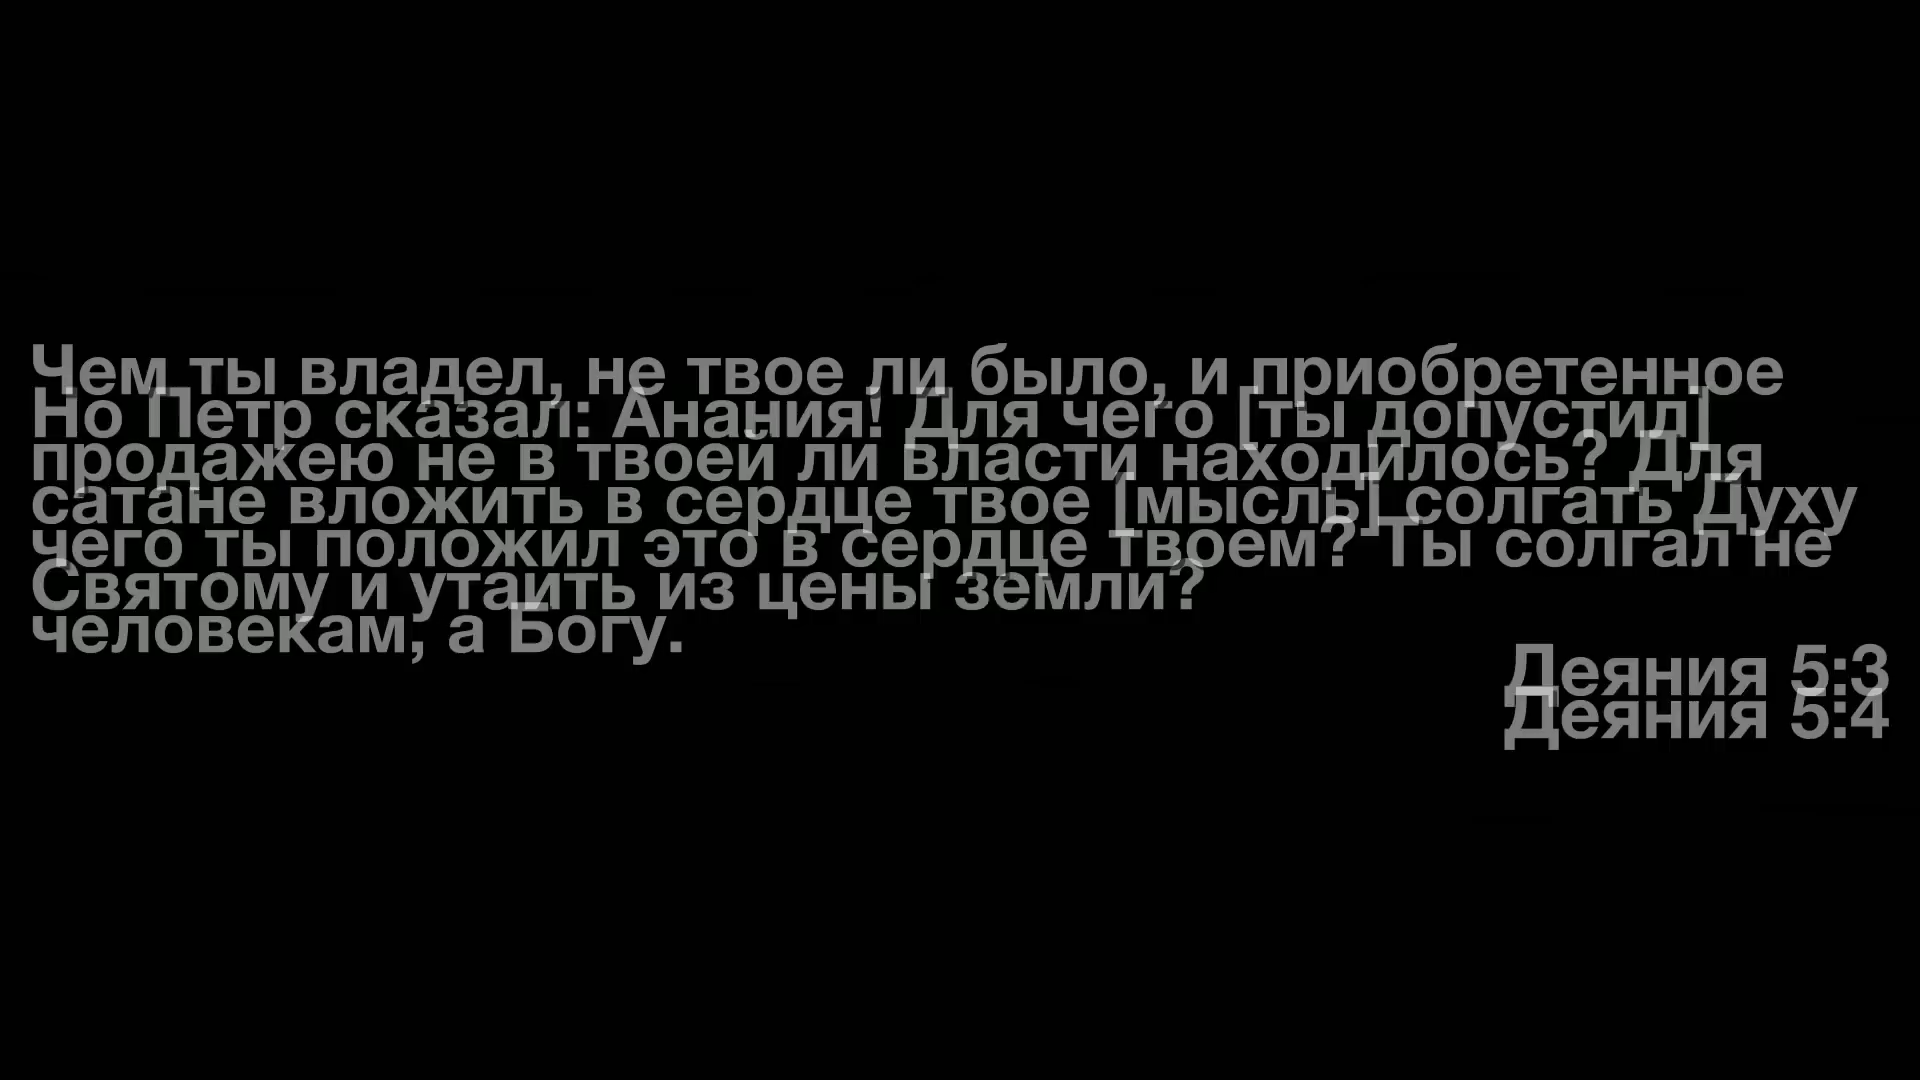 Чем ты владел, не твое ли было, и приобретенное
Но Петр сказал: Анания! Для чего [ты допустил]
продажею не в твоей ли власти находилось? Для
сатане вложить в сердце твое [мысль] солгать Духу
чего ты положил это в сердце твоем? Ты солгал не
Святому и утаить из цены земли?
человекам, а Богу.
Деяния 5:3
Деяния 5:4